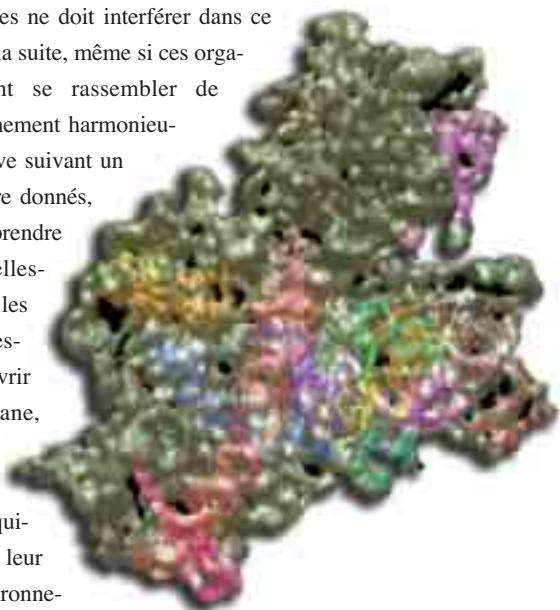 es ne doit interférer dans ce
la suite, même si ces orga-
nt se rassembler de
nement harmonieu-
ve suivant un
re donnés,
prendre
elles-
les
es-
vrir
ane,
qui-
leur
ronne-